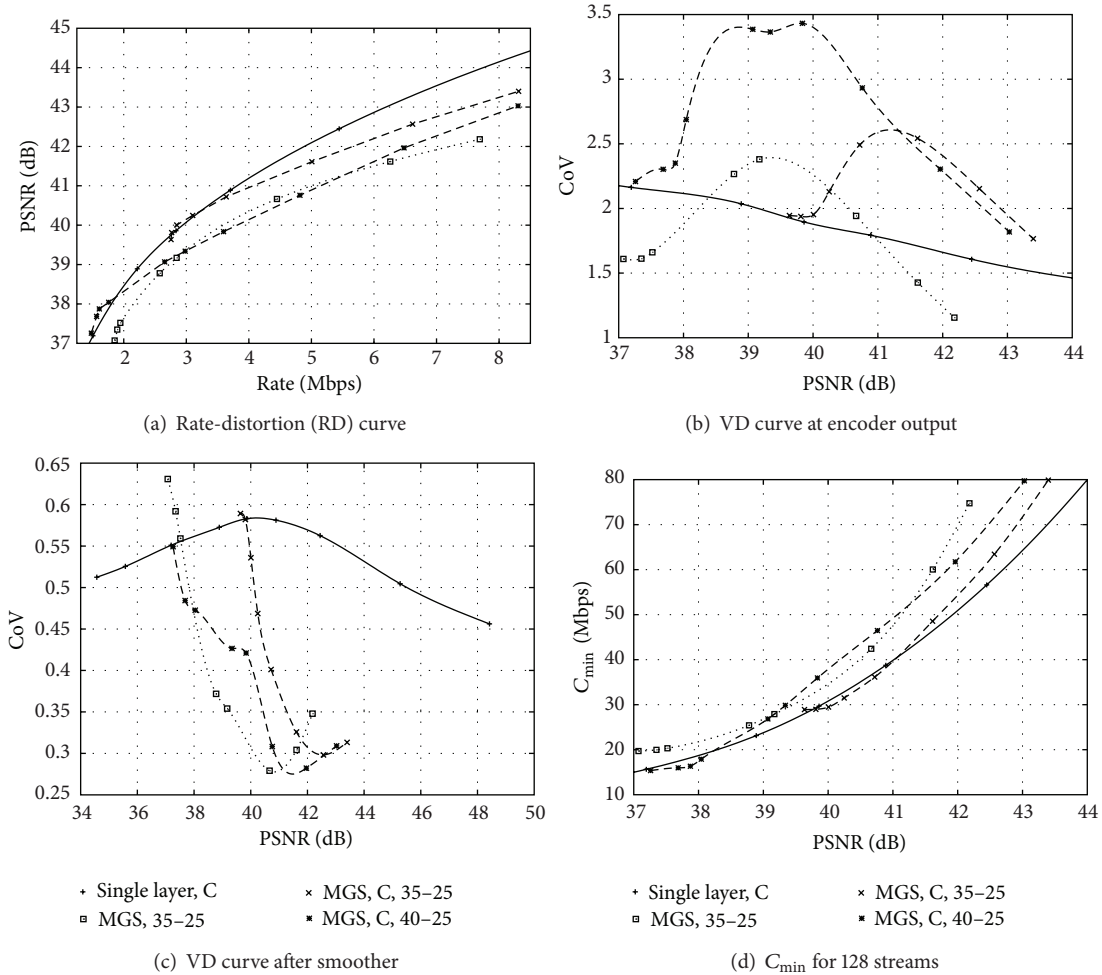 45
44
43
42
41
40
39
38
37
PSNR (dB)
2 3 4 5 6 7 8
Rate (Mbps)
(a) Rate-distortion (RD) curve
3.5
3
2.5
2
1.5
1
CoV
37 38 39 40 41 42 43 44
PSNR (dB)
(b) VD curve at encoder output
0.65
0.6
0.55
0.5
0.45
0.4
0.35
0.3
0.25
CoV
34 36 38 40 42 44 46 48 50
PSNR (dB)
Single layer, C
MGS, 35–25
MGS, C, 35–25
MGS, C, 40–25
(c) VD curve after smoother
80
70
60
50
40
30
20
10
Cmin (Mbps)
37 38 39 40 41 42 43 44
PSNR (dB)
Single layer, C
MGS, 35–25
MGS, C, 35–25
MGS, C, 40–25
(d) Cmin for 128 streams